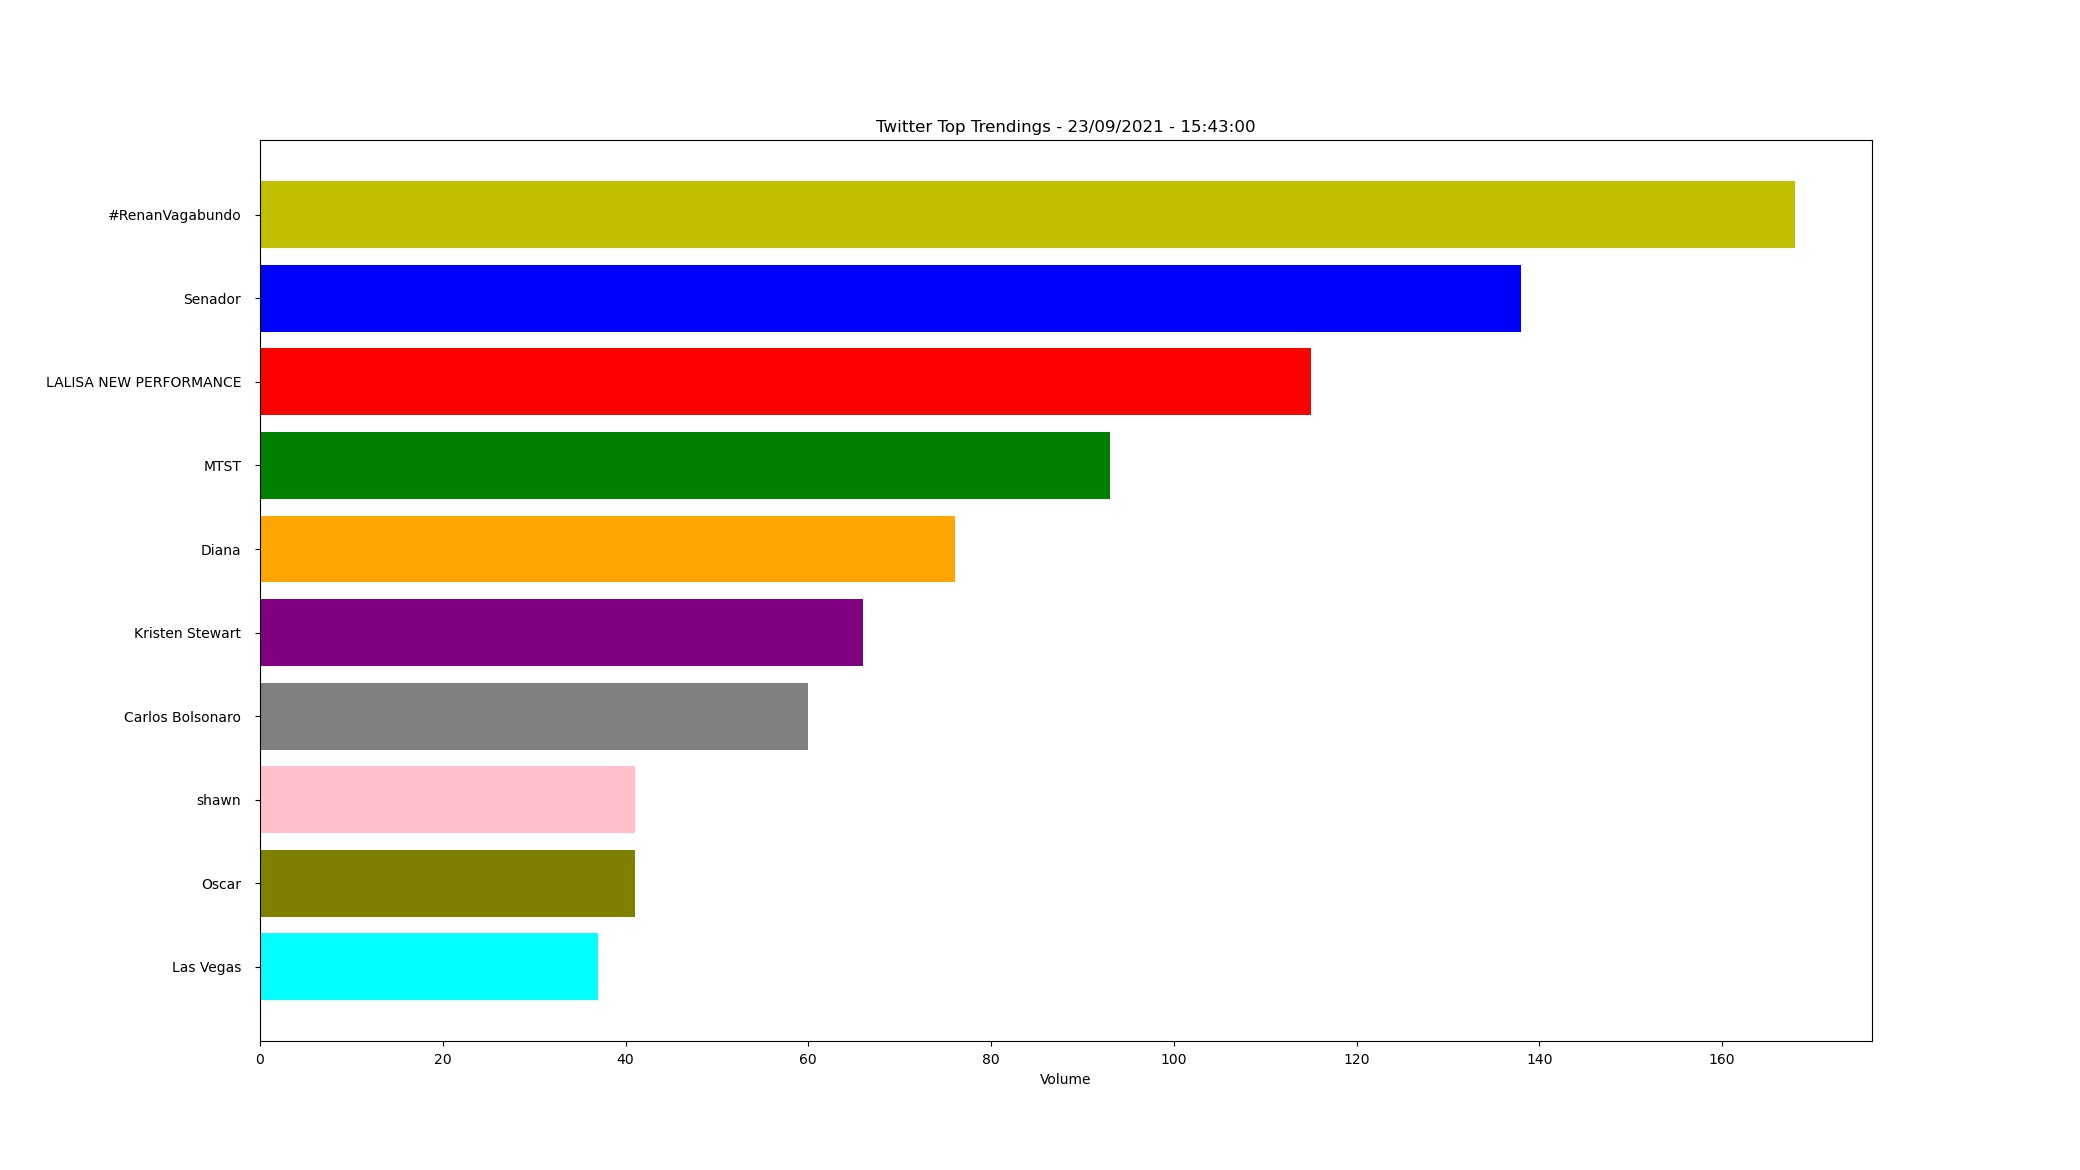 Twitter Top Trendings - 23/09/2021 - 15:43:00
#RenanVagabundo
Senador
LALISA NEW PERFORMANCE
MTST
Diana
Kristen Stewart
Carlos Bolsonaro
shawn
Oscar
Las Vegas
0 20 40 60 80 100 120 140 160
Volume